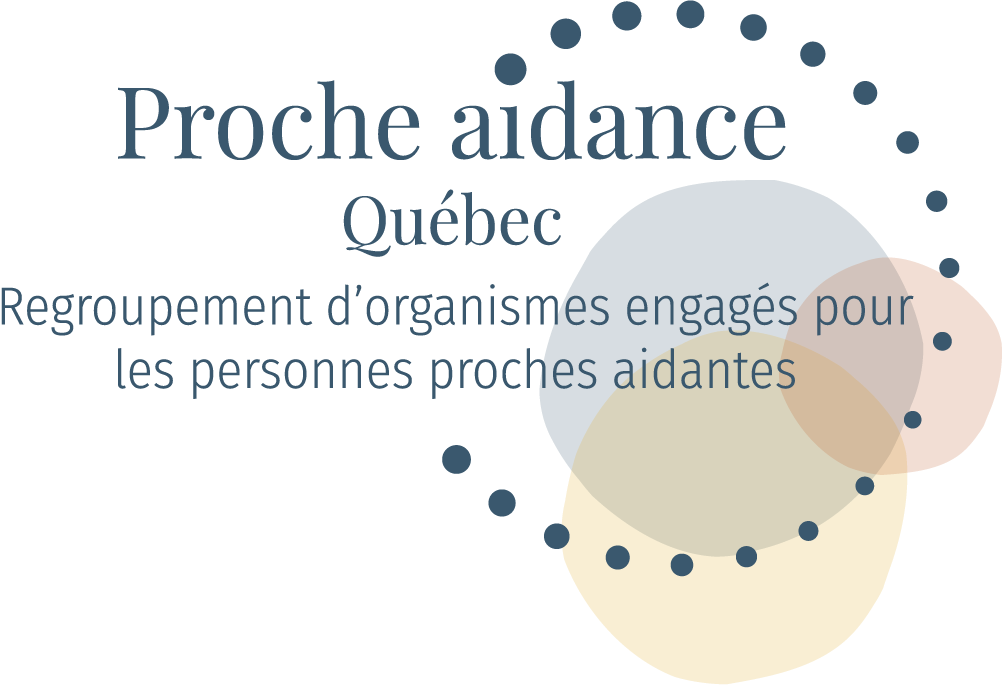 Proche aidance
Québec
Regroupement d’organismes engagés pour
les personnes proches aidantes